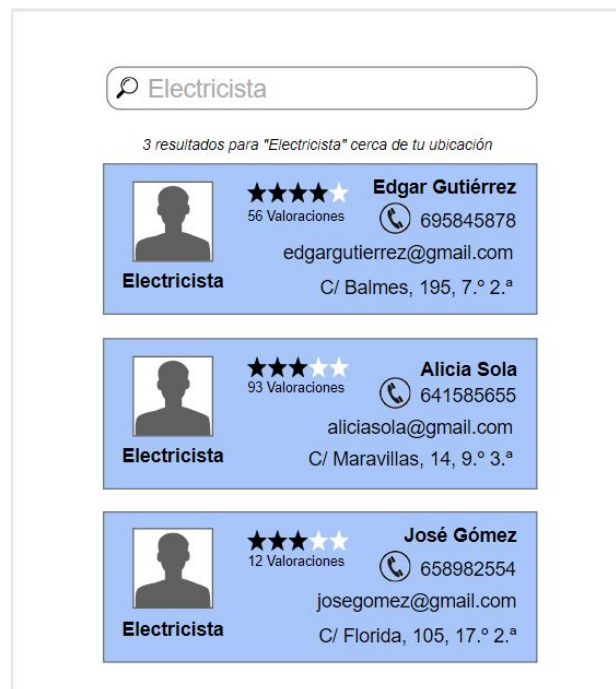 Electricista
3 resultados para "Electricista" cerca de tu ubicación
Edgar Gutiérrez
56 Valoraciones
695845878
edgargutierrez@gmail.com
Electricista
C/ Balmes, 195, 7.º 2.ª
Alicia Sola
93 Valoraciones
641585655
aliciasola@gmail.com
Electricista
C/ Maravillas, 14, 9.º 3.ª
José Gómez
12 Valoraciones
658982554
josegomez@gmail.com
Electricista
C/ Florida, 105, 17.º 2.ª